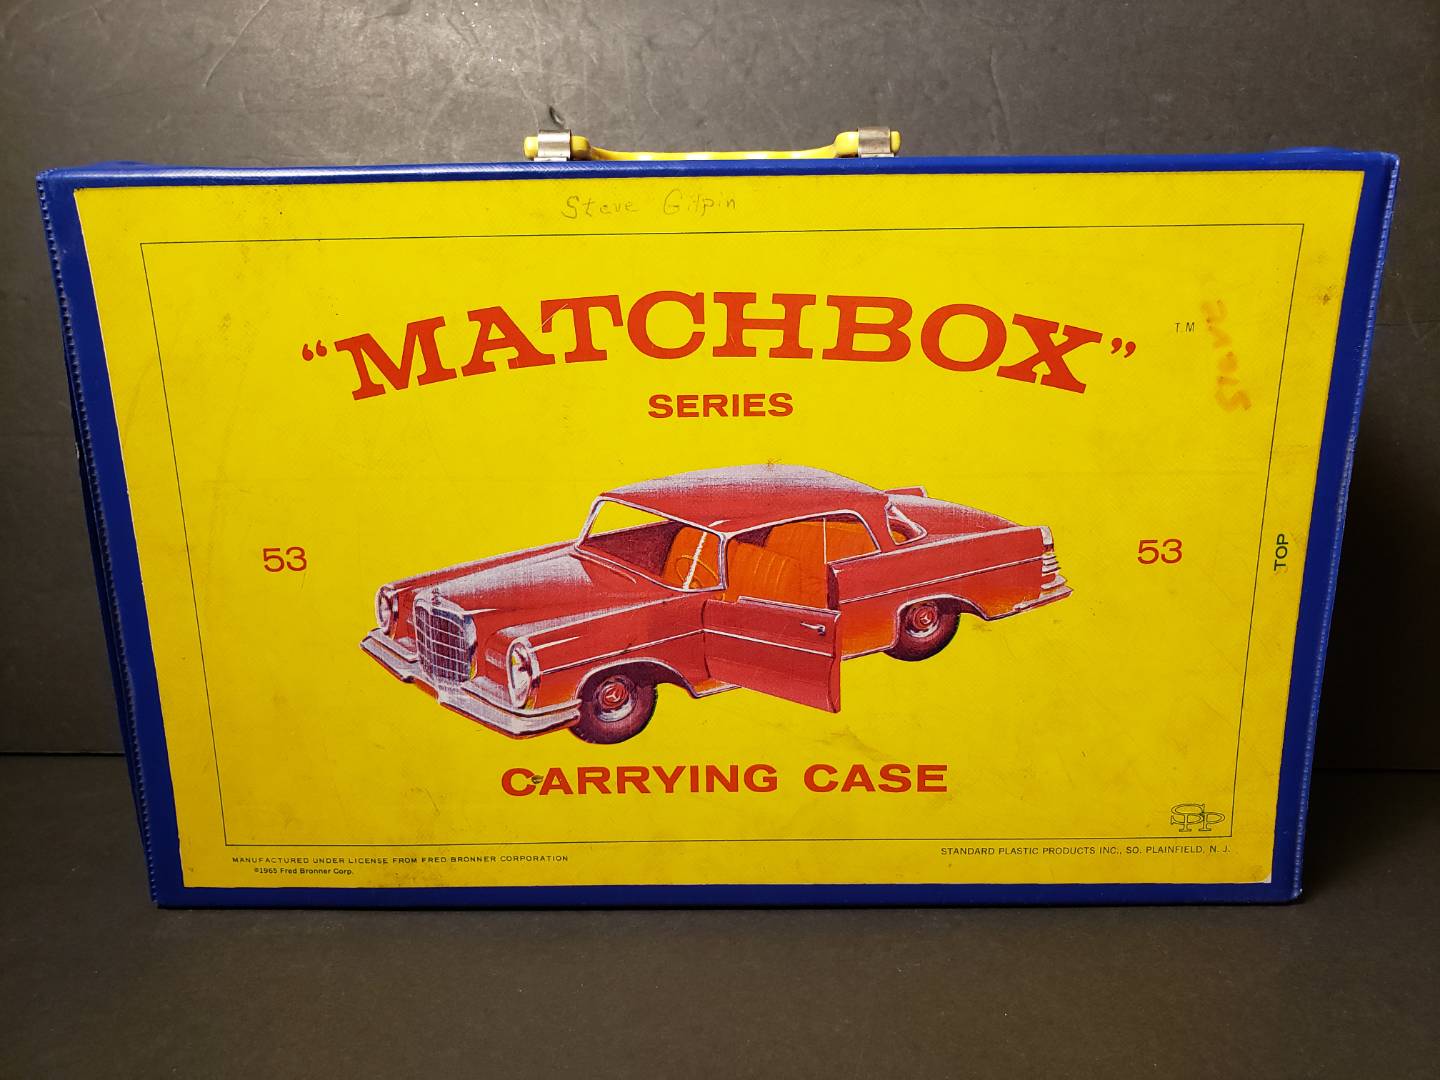 Steve Gilpin
"MATCHBOX" T.M
SERIES
53
53
TOP
CARRYING CASE
SPP
MANUFACTURED UNDER LICENSE FROM FRED BRONNER CORPORATION
©1965 Fred Bronner Corp.
STANDARD PLASTIC PRODUCTS INC., SO. PLAINFIELD, N. J.